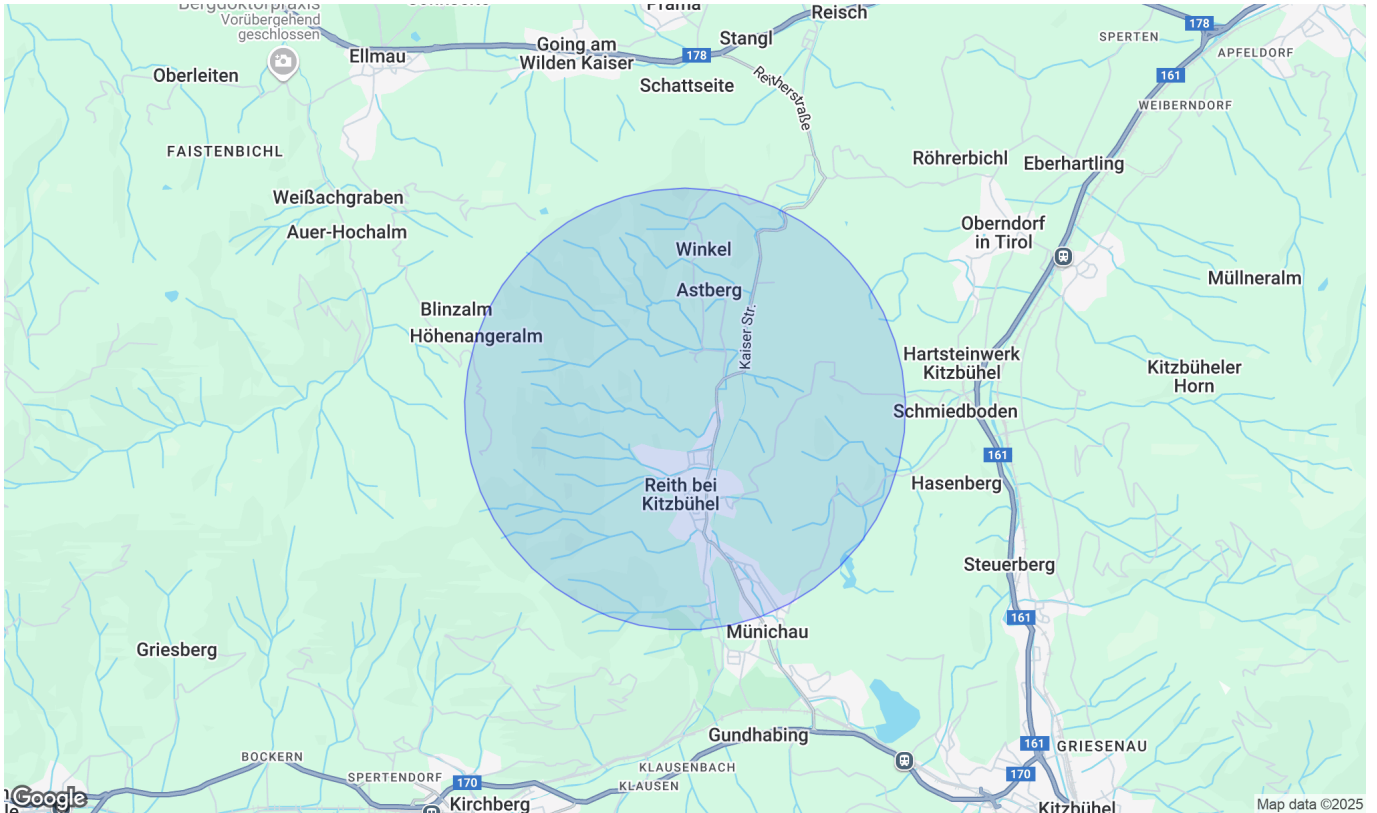 Bergdoktorpraxis
Vorübergehend
geschlossen
Prama
Reisch
Stangl
178
SPERTEN
APFELDORF
Ellmau
Going am
Wilden Kaiser
178
Oberleiten
Schattseite
Reitherstraße
161
WEIBERNDORF
FAISTENBICHL
Röhrerbichl
Eberhartling
Weißachgraben
Auer-Hochalm
Oberndorf
in Tirol
Winkel
Müllneralm
Astberg
Blinzalm
Höhenangeralm
Kaiser Str.
Hartsteinwerk
Kitzbühel
Kitzbüheler
Horn
Schmiedboden
161
Reith bei
Kitzbühel
Hasenberg
Steuerberg
161
Münichau
Griesberg
Gundhabing
161
GRIESENAU
BOCKERN
KLAUSENBACH
SPERTENDORF
170
KLAUSEN
170
Kirchberg
Kitzbühel
Google
Map data ©2025